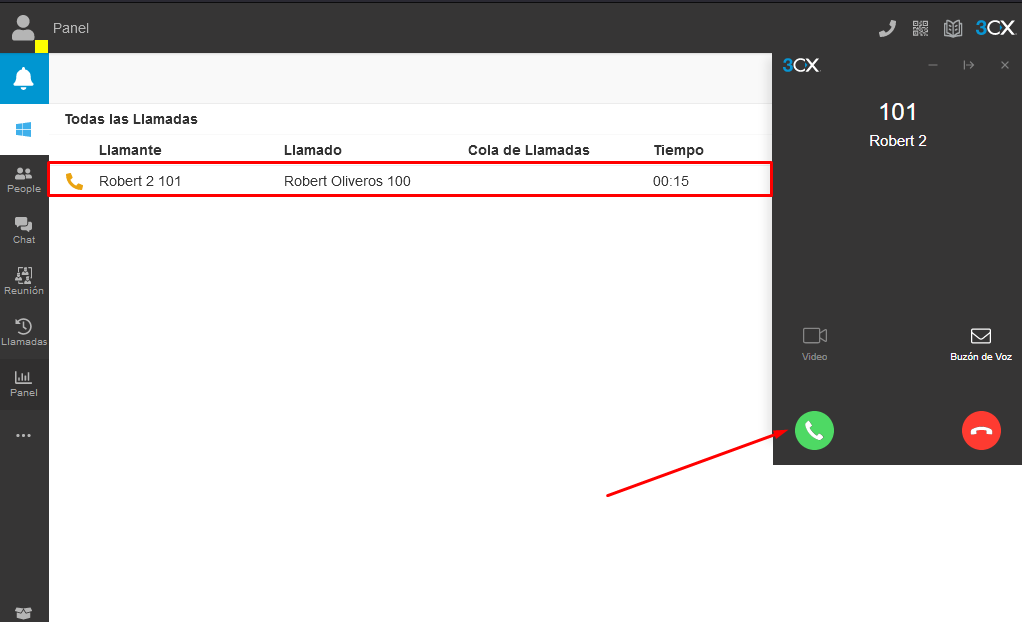 Panel
3CX
Todas las Llamadas
Llamante Llamado Cola de Llamadas Tiempo
Robert 2 101 Robert Oliveros 100 00:15
People
Chat
Reunión
Llamadas
Panel
3CX
101
Robert 2
Video
Buzón de Voz